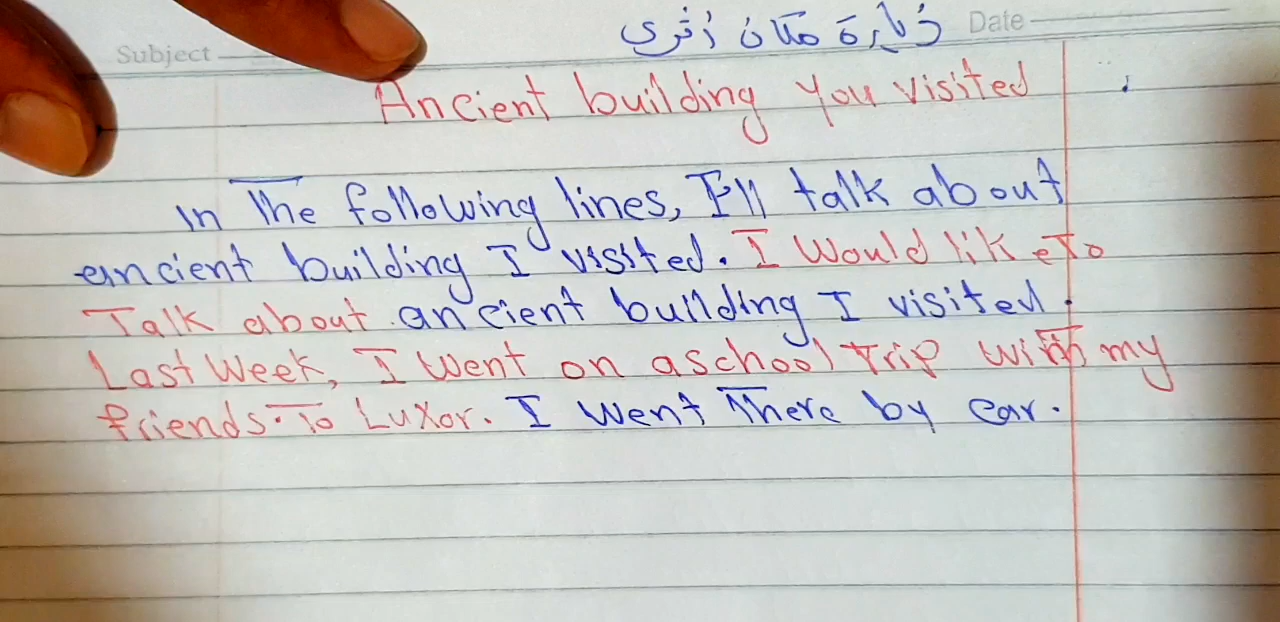 زيارة مكان أثرى Date
Subject
Ancient building you visited
In The following lines, I'll talk about
ancient building I visited. I Would like To
Talk about ancient building I visited.
Last Week, I Went on a school Trip with my
friends. To Luxor. I Went There by car.